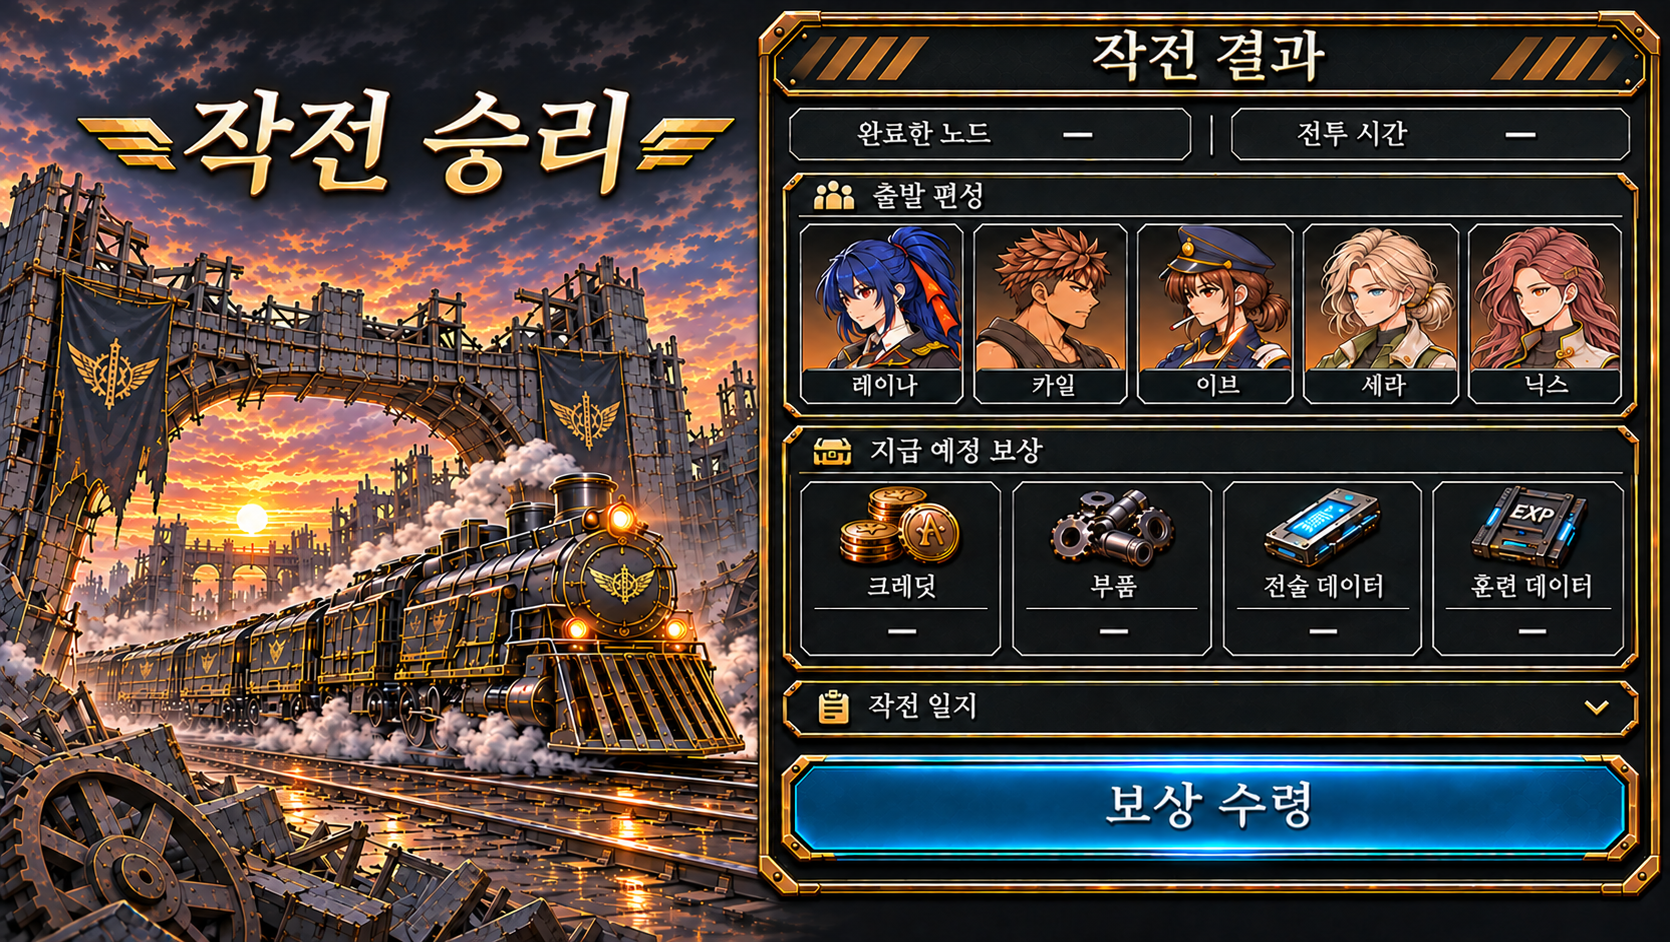 작전 승리
작전 결과
완료한 노드 —
전투 시간 —
출발 편성
레이나
카일
이브
세라
닉스
지급 예정 보상
EXP
크레딧
부품
전술 데이터
훈련 데이터
—
—
—
—
작전 일지
보상 수령